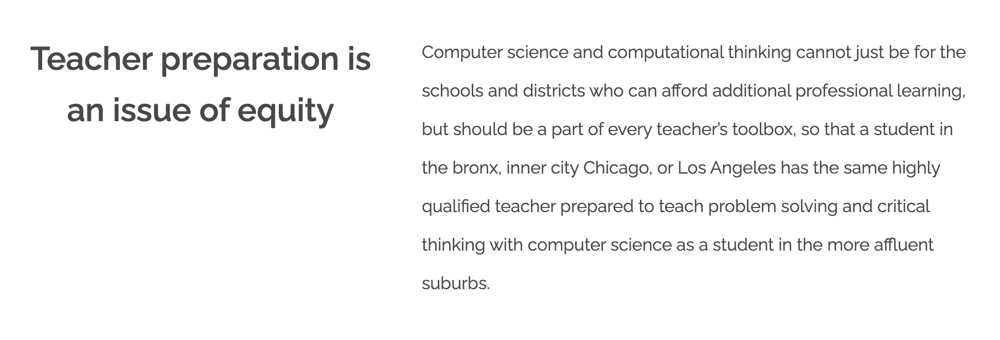 Teacher preparation is
an issue of equity
Computer science and computational thinking cannot just be for the
schools and districts who can afford additional professional learning,
but should be a part of every teacher’s toolbox, so that a student in
the bronx, inner city Chicago, or Los Angeles has the same highly
qualified teacher prepared to teach problem solving and critical
thinking with computer science as a student in the more affluent
suburbs.